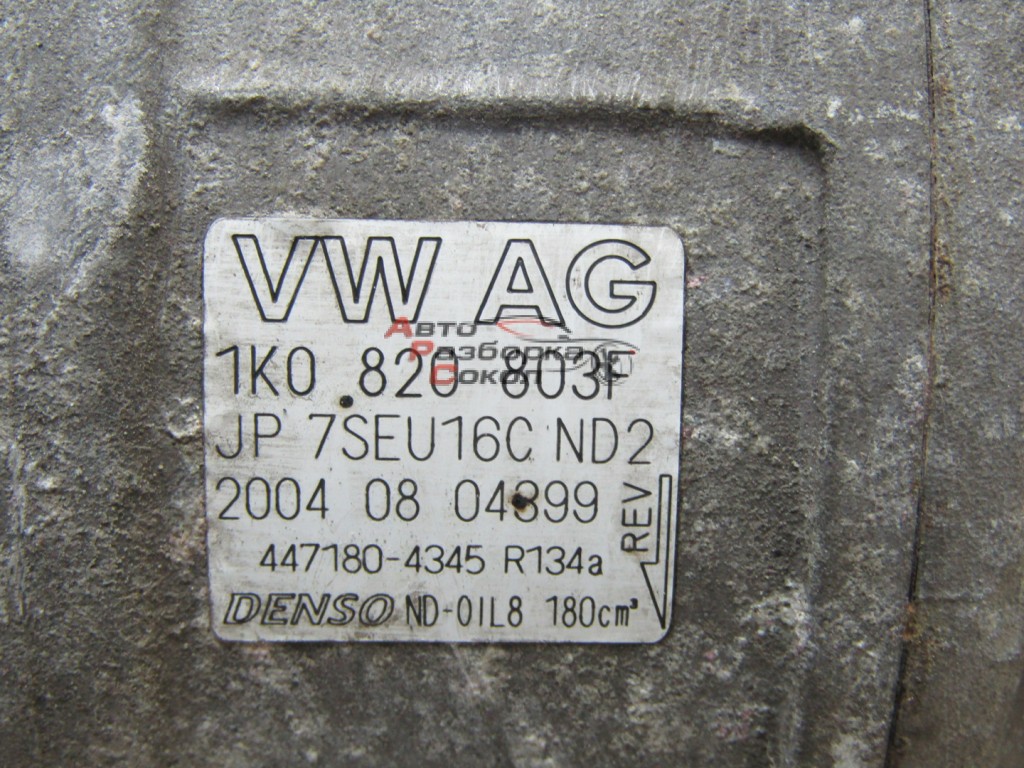 VW AG
Авто
Разборка
Сокол
1K0 820 803F
JP 7SEU16C ND2
2004 08 04899
REV
447180-4345 R134a
DENSO ND-OIL8 180cm³